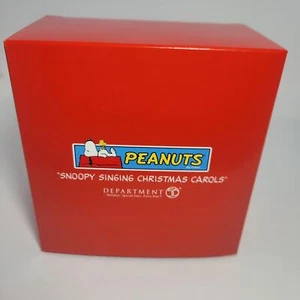 PEANUTS
"SNOOPY SINGING CHRISTMAS CAROLS"
DEPARTMENT 56